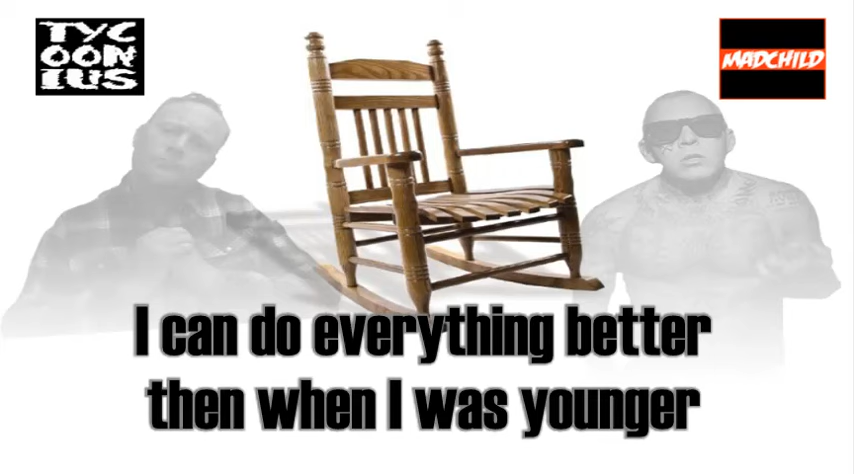 TYC
OON
IUS
MADCHILD
I can do everything better
then when I was younger